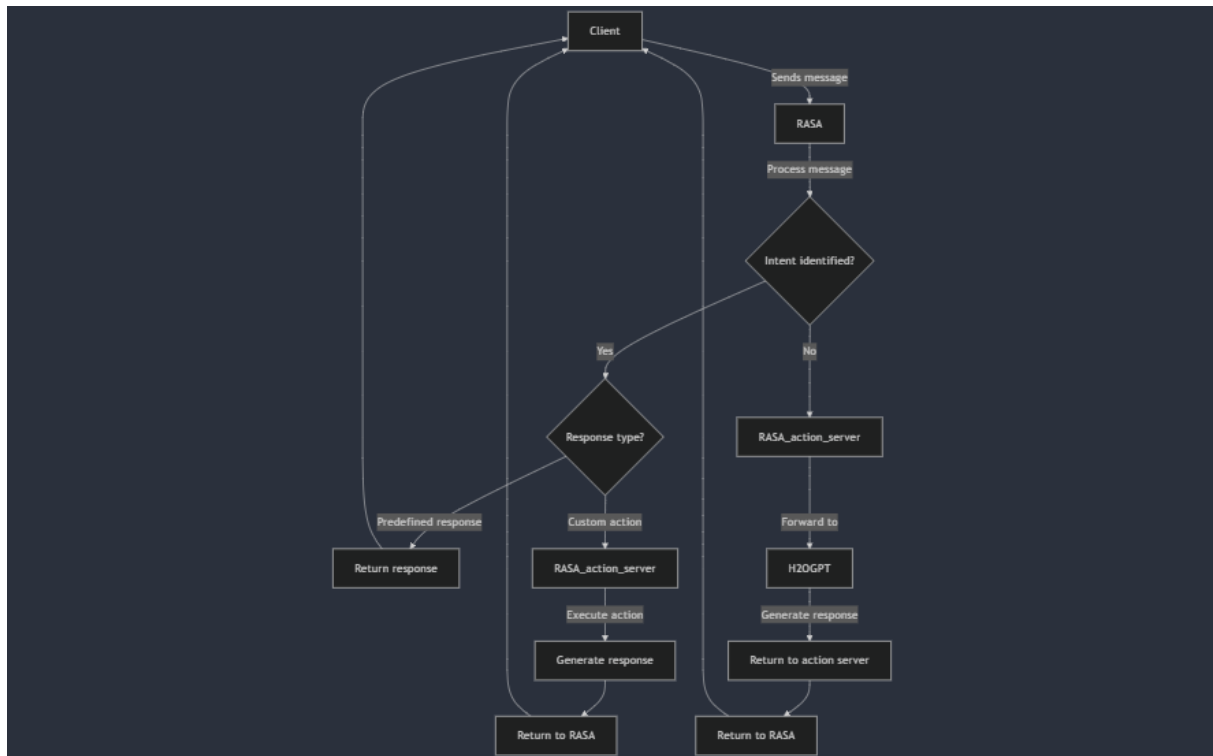 Client
Sends message
RASA
Process message
Intent identified?
Yes
No
Response type?
RASA_action_server
Predefined response
Custom action
Forward to
Return response
RASA_action_server
H2OGPT
Execute action
Generate response
Generate response
Return to action server
Return to RASA
Return to RASA